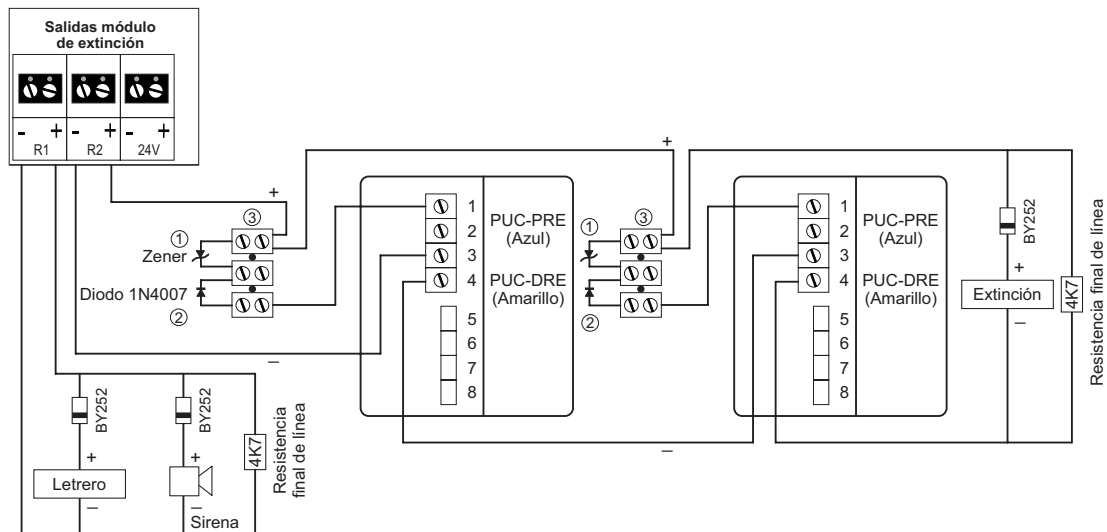 Salidas módulo
de extinción
- + - + - +
R1 R2 24V
+
①
Zener
③
Diodo 1N4007
②
–
1
2
3
4
5
6
7
8
PUC-PRE
(Azul)
PUC-DRE
(Amarillo)
+
①
③
②
–
1
2
3
4
5
6
7
8
PUC-PRE
(Azul)
PUC-DRE
(Amarillo)
BY252
+
Extinción
–
4K7
Resistencia final de línea
BY252
+
Letrero
–
BY252
+
–
Sirena
4K7
Resistencia
final de línea